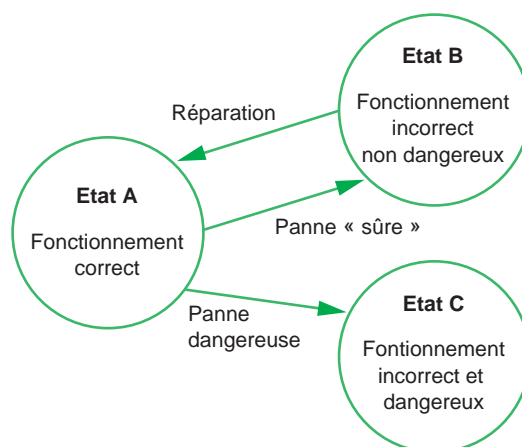 Etat B
Fonctionnement
incorrect
non dangereux
Réparation
Etat A
Fonctionnement
correct
Panne « sûre »
Panne
dangereuse
Etat C
Fontionnement
incorrect et
dangereux